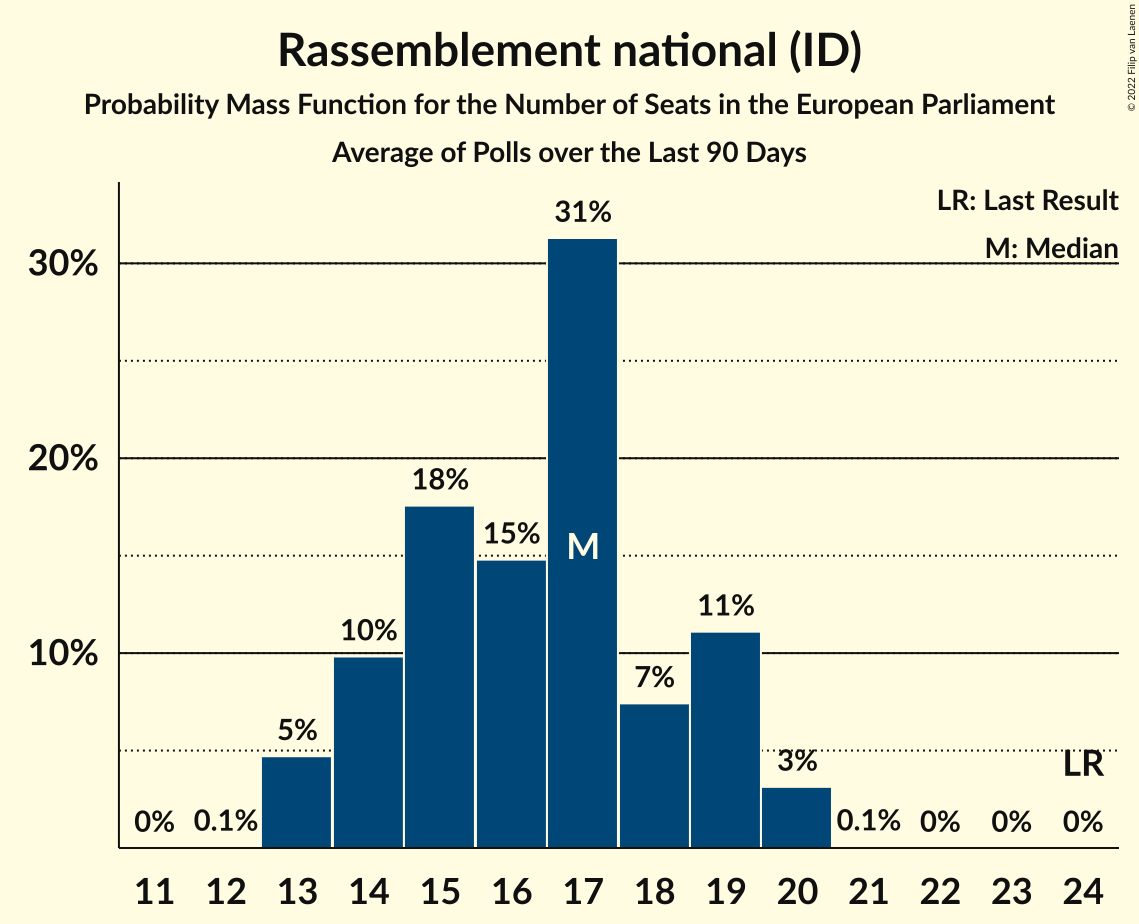 Rassemblement national (ID)
Probability Mass Function for the Number of Seats in the European Parliament
Average of Polls over the Last 90 Days
© 2022 Filip van Laenen
LR: Last Result
M: Median
30%
20%
10%
0%
0.1%
5%
10%
18%
15%
31%
M
7%
11%
3%
0.1%
0%
0%
LR
0%
11 12 13 14 15 16 17 18 19 20 21 22 23 24